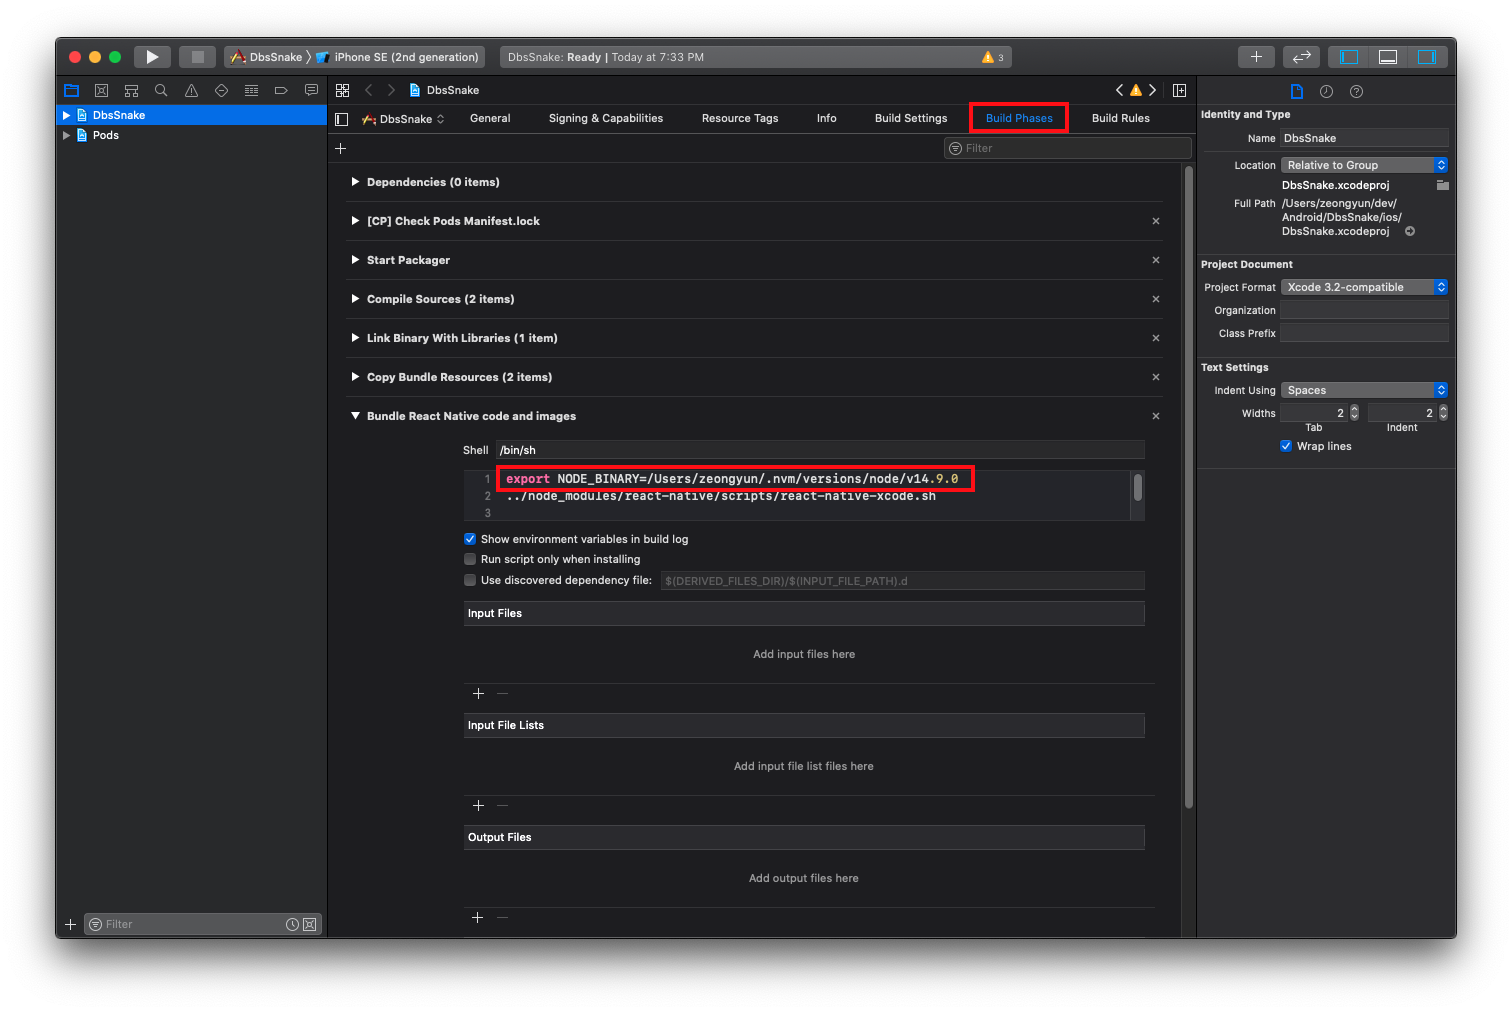 DbsSnake
iPhone SE (2nd generation)
DbsSnake: Ready | Today at 7:33 PM
3
DbsSnake
DbsSnake
Pods
DbsSnake
General
Signing & Capabilities
Resource Tags
Info
Build Settings
Build Phases
Build Rules
Filter
Dependencies (0 items)
[CP] Check Pods Manifest.lock
Start Packager
Compile Sources (2 items)
Link Binary With Libraries (1 item)
Copy Bundle Resources (2 items)
Bundle React Native code and images
Shell /bin/sh
1 export NODE_BINARY=/Users/zeongyun/.nvm/versions/node/v14.9.0
2 ../node_modules/react-native/scripts/react-native-xcode.sh
3
Show environment variables in build log
Run script only when installing
Use discovered dependency file: $(DERIVED_FILES_DIR)/$(INPUT_FILE_PATH).d
Input Files
Add input files here
Input File Lists
Add input file list files here
Output Files
Add output files here
Filter
Identity and Type
Name DbsSnake
Location Relative to Group
DbsSnake.xcodeproj
Full Path /Users/zeongyun/dev/
Android/DbsSnake/ios/
DbsSnake.xcodeproj
Project Document
Project Format Xcode 3.2-compatible
Organization
Class Prefix
Text Settings
Indent Using Spaces
Widths 2 2
Tab Indent
Wrap lines